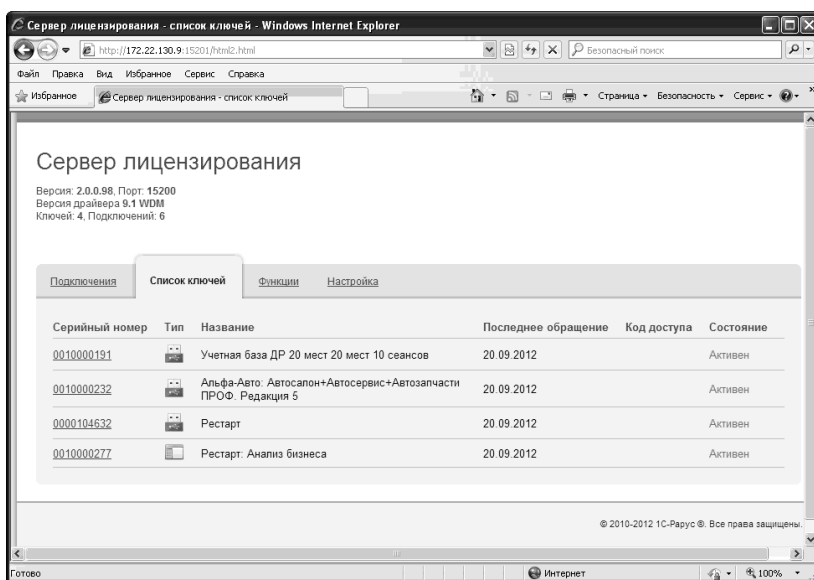 Сервер лицензирования - список ключей - Windows Internet Explorer
http://172.22.130.9:15201/html2.html
Безопасный поиск
Файл Правка Вид Избранное Сервис Справка
Избранное
Сервер лицензирования - список ключей
Страница
Безопасность
Сервис
Сервер лицензирования
Версия: 2.0.0.98, Порт: 15200
Версия драйвера 9.1 WDM
Ключей: 4, Подключений: 6
Подключения Список ключей Функции Настройка
Серийный номер Тип Название Последнее обращение Код доступа Состояние
0010000191 Учетная база ДР 20 мест 20 мест 10 сеансов 20.09.2012 Активен
0010000232 Альфа-Авто: Автосалон+Автосервис+Автозапчасти ПРОФ. Редакция 5 20.09.2012 Активен
0000104632 Рестарт 20.09.2012 Активен
0010000277 Рестарт: Анализ бизнеса 20.09.2012 Активен
© 2010-2012 1С-Рарус ®. Все права защищены.
Готово
Интернет
100%